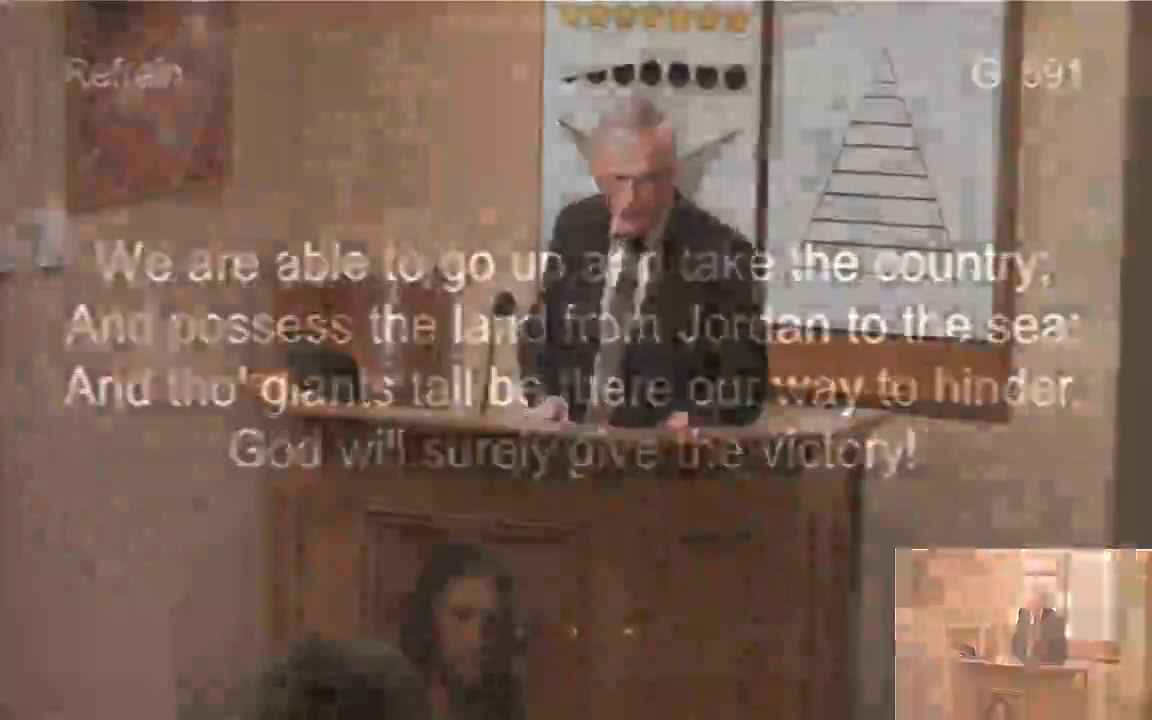 Refrain G 891
We are able to go up and take the country,
And possess the land from Jordan to the sea:
And tho' giants tall be there our way to hinder,
God will surely give the victory!